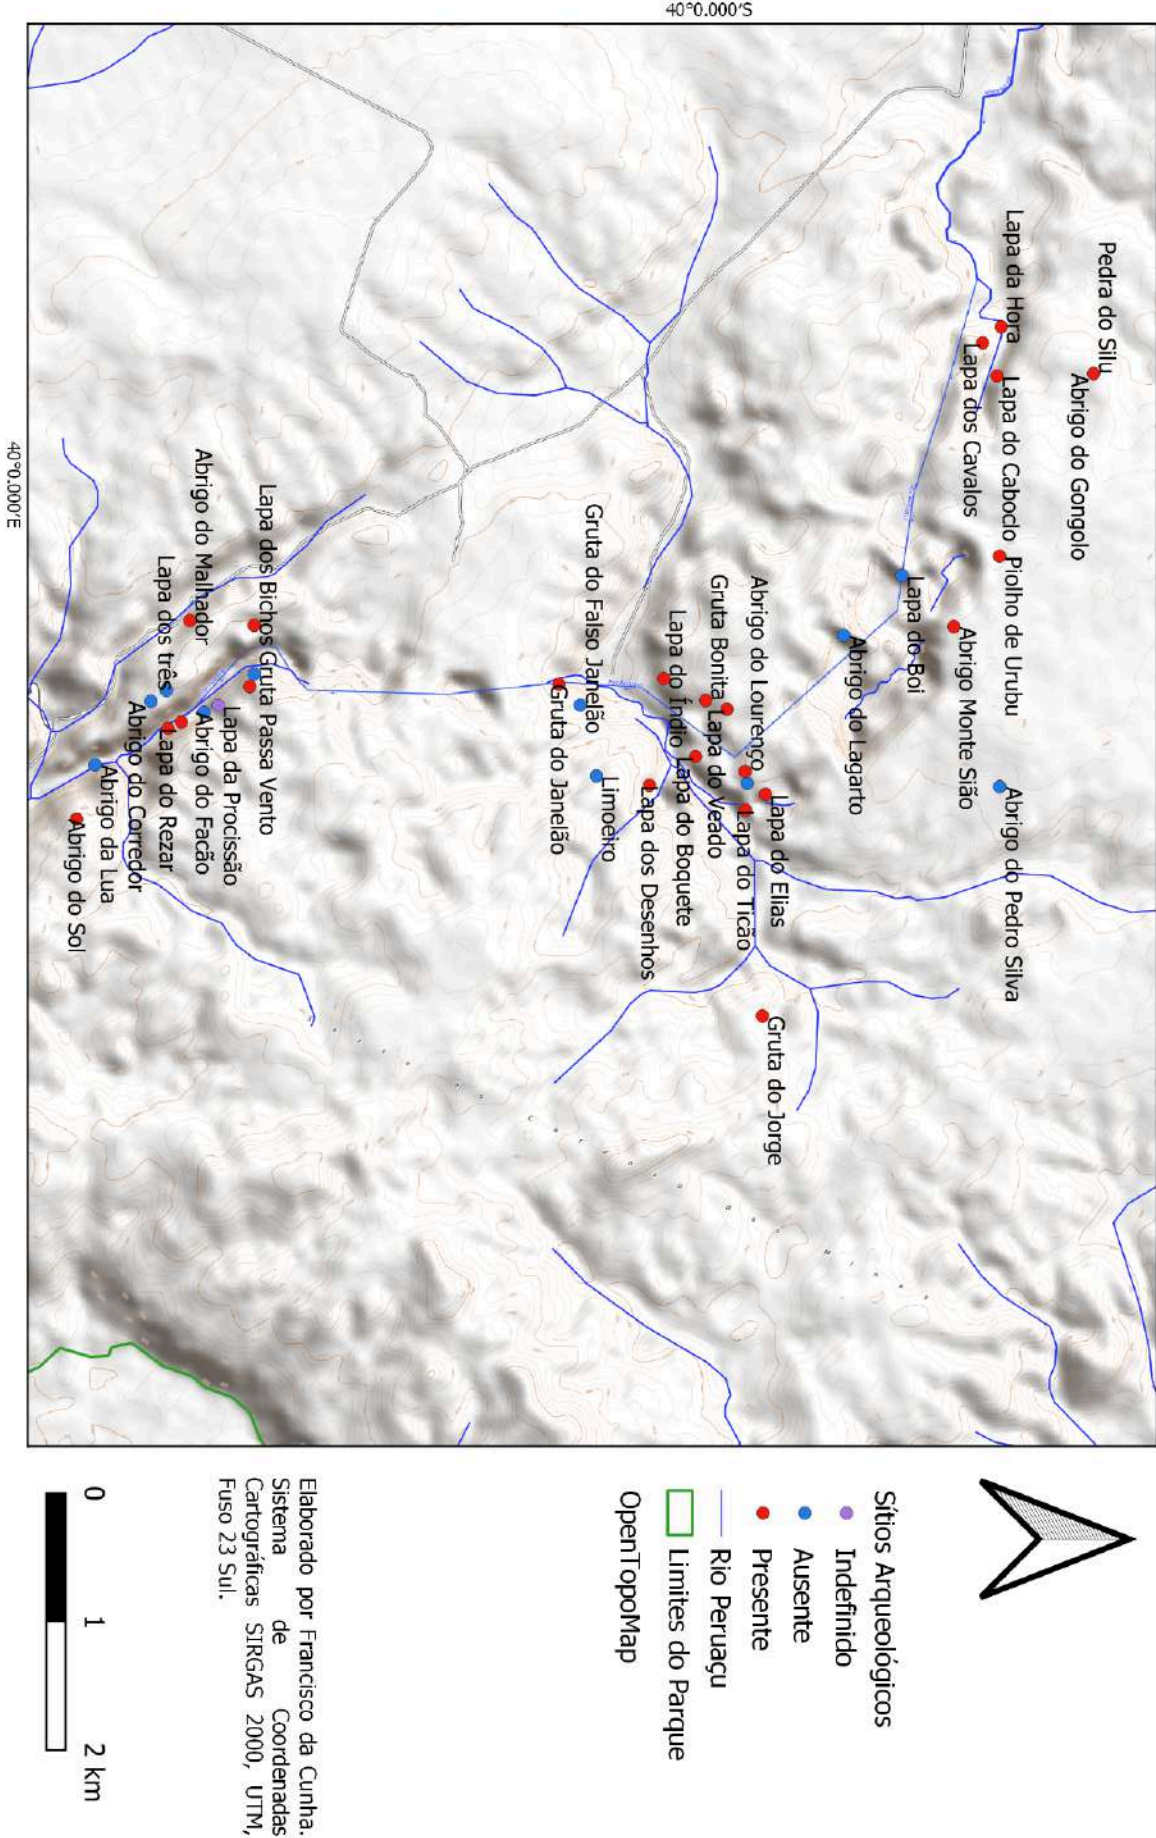 40°0.000'S
40°0.000'E
Pedra do Silu
Abrigo do Gongolo
Lapa da Hora
Lapa do Cabodo
Piolho de Urubu
Abrigo do Pedro Silva
Lapa dos Cavalos
Abrigo Monte Sião
Lapa do Boi
Abrigo do Lagarto
Abrigo do Lourenço
Lapa do Elias
Gruta do Jorge
Lapa do Ticão
Gruta Bonita
Lapa do Veado
Lapa do Índio
Lapa do Boquete
Lapa dos Desenhos
Gruta do Falso Janelão
Limoeiro
Gruta do Janelão
Lapa dos Bichos
Gruta Passa Vento
Lapa da Procissão
Abrigo do Malhador
Abrigo do Facão
Lapa dos três
Lapa do Rezar
Abrigo do Corredor
Abrigo da Lua
Abrigo do Sol
Sítios Arqueológicos
Indefinido
Ausente
Presente
Rio Peruaçu
Limites do Parque
OpenTopoMap
Elaborado por Francisco da Cunha.
Sistema de Coordenadas
Cartográficas SIRGAS 2000, UTM,
Fuso 23 Sul.
0 1 2 km